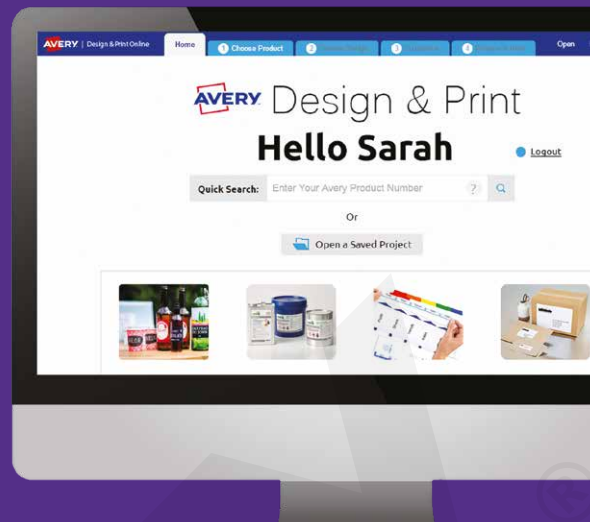 AVERY Design & Print Online
Home
1 Choose Product
2
3
4
Open
AVERY Design & Print
Hello Sarah
Logout
Quick Search: Enter Your Avery Product Number ?
Or
Open a Saved Project
®